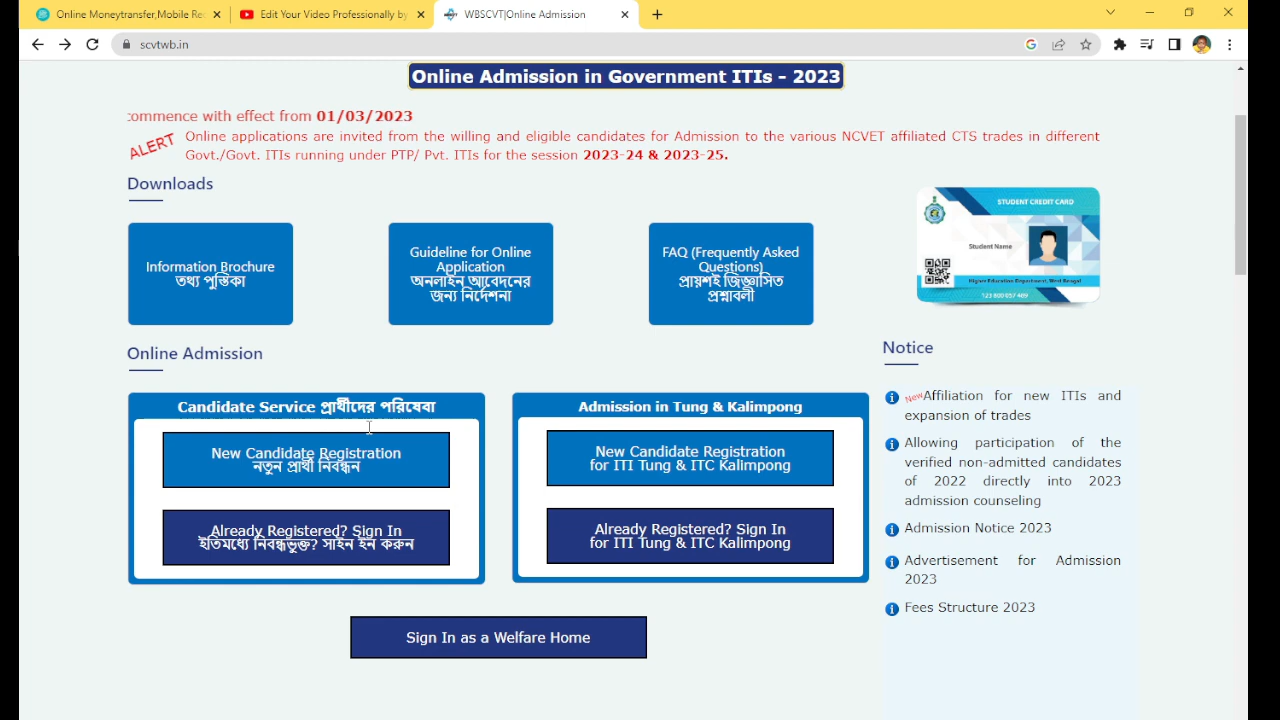 Online Moneytransfer,Mobile Re
Edit Your Video Professionally by
WBSCVT|Online Admission
scvtwb.in
Online Admission in Government ITIs - 2023
commence with effect from 01/03/2023
ALERT
Online applications are invited from the willing and eligible candidates for Admission to the various NCVET affiliated CTS trades in different
Govt./Govt. ITIs running under PTP/ Pvt. ITIs for the session 2023-24 & 2023-25.
Downloads
Information Brochure
তথ্য পুস্তিকা
Guideline for Online
Application
অনলাইন আবেদনের
জন্য নির্দেশনা
FAQ (Frequently Asked
Questions)
প্রায়শই জিজ্ঞাসিত
প্রশ্নাবলী
STUDENT CREDIT CARD
Student Name
Higher Education Department, West Bengal
Online Admission
Candidate Service প্রার্থীদের পরিষেবা
New Candidate Registration
নতুন প্রার্থী নিবন্ধন
Already Registered? Sign In
ইতিমধ্যে নিবন্ধভুক্ত? সাইন ইন করুন
Admission in Tung & Kalimpong
New Candidate Registration
for ITI Tung & ITC Kalimpong
Already Registered? Sign In
for ITI Tung & ITC Kalimpong
Sign In as a Welfare Home
Notice
New Affiliation for new ITIs and
expansion of trades
Allowing participation of the
verified non-admitted candidates
of 2022 directly into 2023
admission counseling
Admission Notice 2023
Advertisement for Admission
2023
Fees Structure 2023